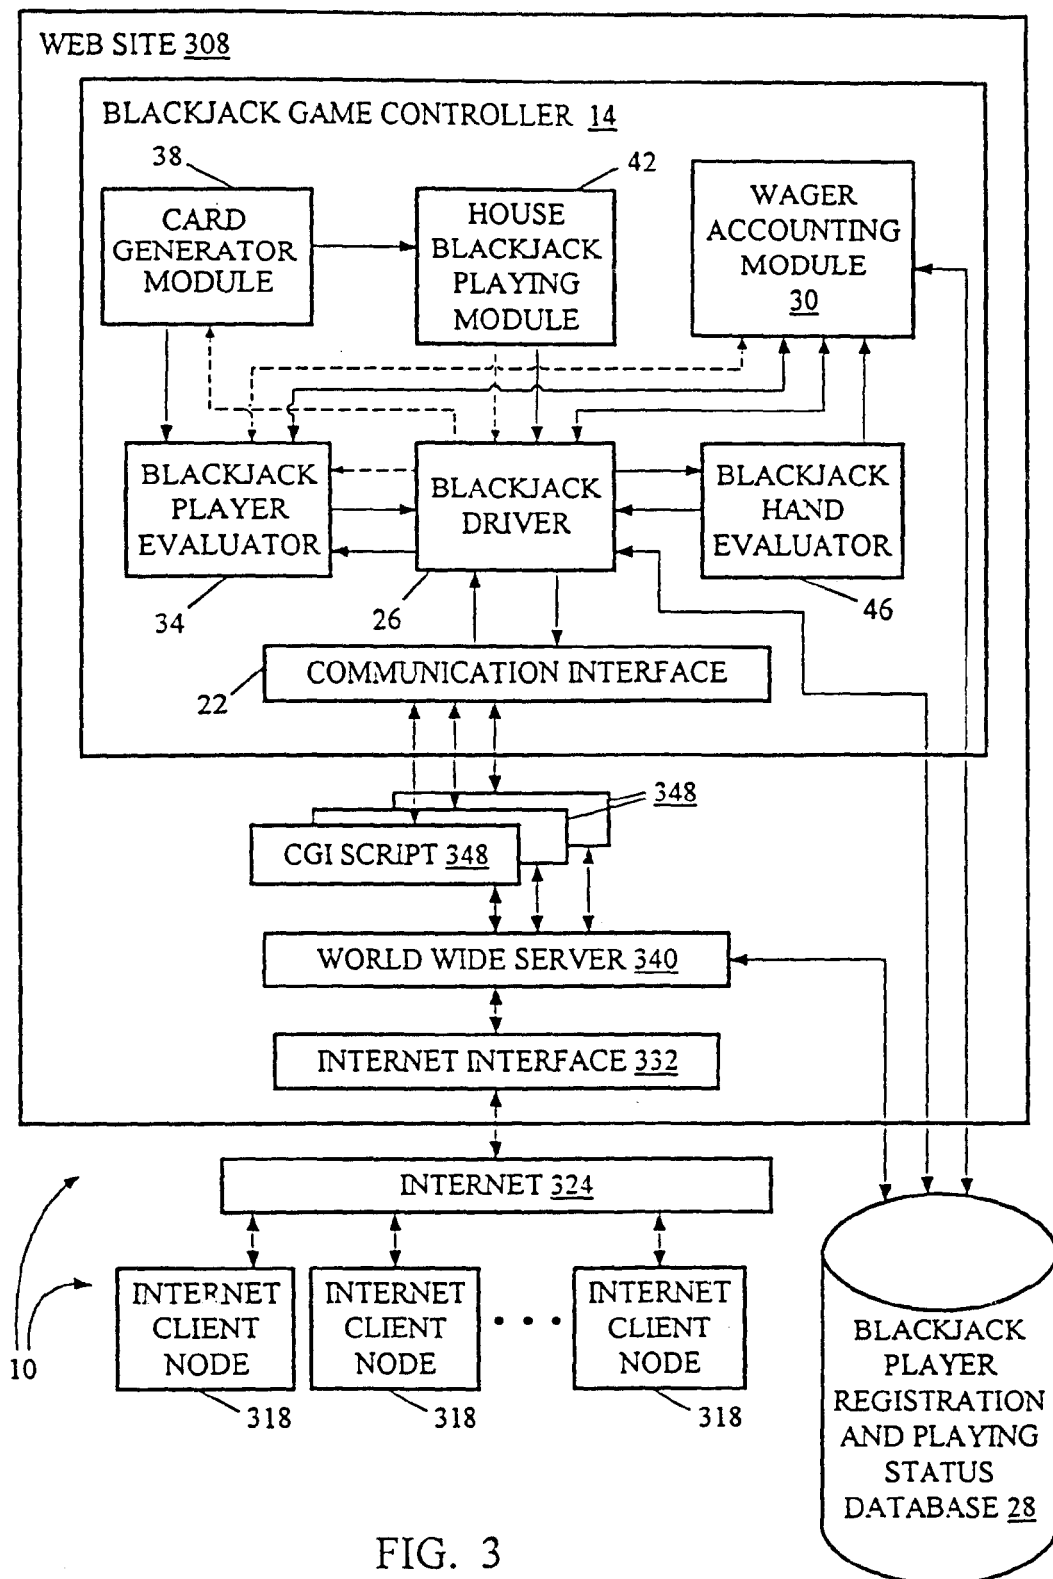 WEB SITE 308
BLACKJACK GAME CONTROLLER 14
38
42
CARD
GENERATOR
MODULE
HOUSE
BLACKJACK
PLAYING
MODULE
WAGER
ACCOUNTING
MODULE
30
BLACKJACK
PLAYER
EVALUATOR
BLACKJACK
DRIVER
BLACKJACK
HAND
EVALUATOR
34
26
46
COMMUNICATION INTERFACE
22
348
CGI SCRIPT 348
WORLD WIDE SERVER 340
INTERNET INTERFACE 332
INTERNET 324
INTERNET
CLIENT
NODE
INTERNET
CLIENT
NODE
• • •
INTERNET
CLIENT
NODE
10
318
318
318
BLACKJACK
PLAYER
REGISTRATION
AND PLAYING
STATUS
DATABASE 28
FIG. 3